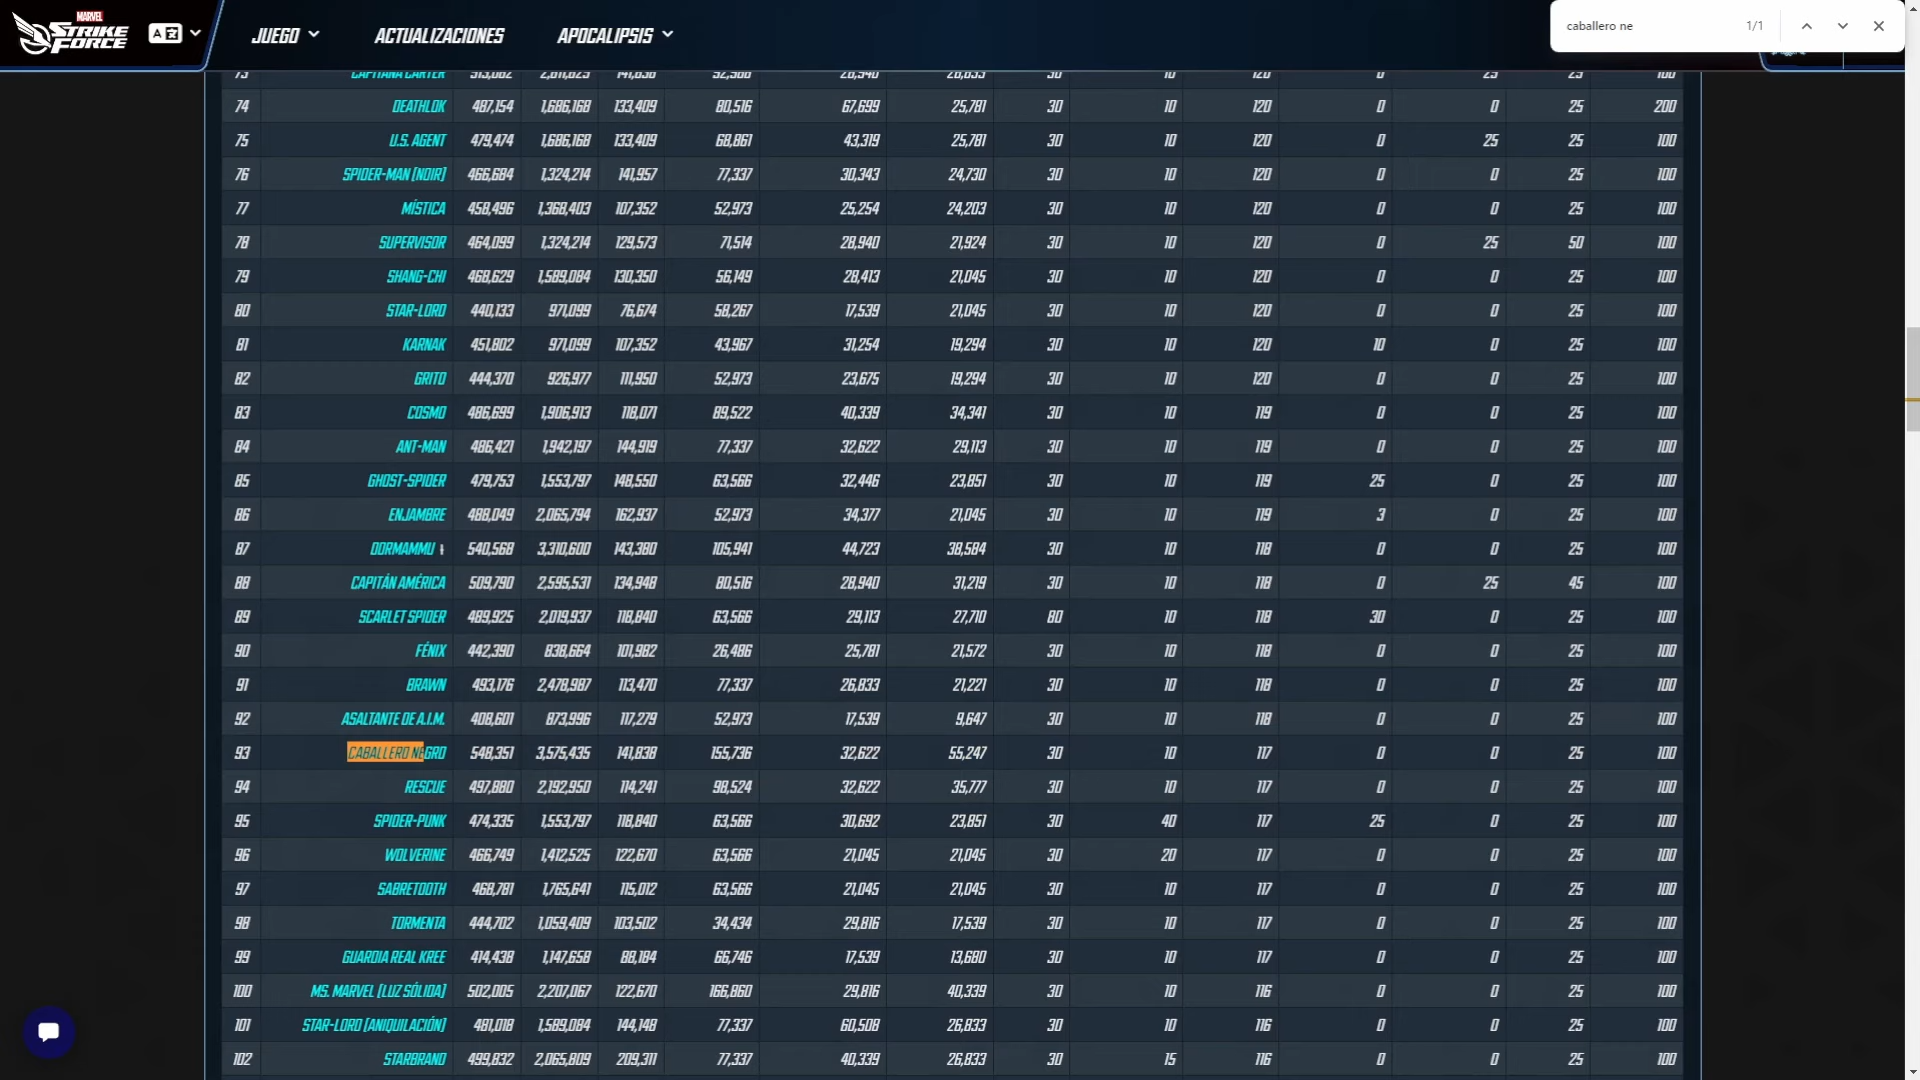 MARVEL
STRIKE
FORCE
JUEGO
ACTUALIZACIONES
APOCALIPSIS
caballero ne
1/1
73 CAPITANA CARTER 513,062 141,838 52,988 28,940 26,833 30 10 120 0 25 25 100
74 DEATHLOK 487,154 1,686,168 133,409 80,516 67,699 25,781 30 10 120 0 0 25 200
75 U.S. AGENT 479,474 1,686,168 133,409 68,861 43,319 25,781 30 10 120 0 25 25 100
76 SPIDER-MAN (NOIR) 466,684 1,324,214 141,957 77,337 30,343 24,730 30 10 120 0 0 25 100
77 MÍSTICA 458,496 1,368,403 107,352 52,973 25,254 24,203 30 10 120 0 0 25 100
78 SUPERVISOR 464,099 1,324,214 129,573 71,514 28,940 21,924 30 10 120 0 25 50 100
79 SHANG-CHI 468,629 1,589,084 130,350 56,149 28,413 21,045 30 10 120 0 0 25 100
80 STAR-LORD 440,133 971,099 76,674 58,267 17,539 21,045 30 10 120 0 0 25 100
81 KARNAK 451,802 971,099 107,352 43,967 31,254 19,294 30 10 120 10 0 25 100
82 GRITO 444,370 926,977 111,950 52,973 23,675 19,294 30 10 120 0 0 25 100
83 COSMO 486,699 1,906,913 118,071 89,522 40,339 34,341 30 10 119 0 0 25 100
84 ANT-MAN 486,421 1,942,197 144,919 77,337 32,622 29,113 30 10 119 0 0 25 100
85 GHOST-SPIDER 479,753 1,553,797 148,550 63,566 32,446 23,851 30 10 119 25 0 25 100
86 ENJAMBRE 488,049 2,065,794 162,937 52,973 34,377 21,045 30 10 119 3 0 25 100
87 DORMAMMU 540,568 3,310,600 143,380 105,941 44,723 38,584 30 10 118 0 0 25 100
88 CAPITÁN AMÉRICA 509,790 2,595,531 134,948 80,516 28,940 31,219 30 10 118 0 25 45 100
89 SCARLET SPIDER 489,925 2,019,937 118,840 63,566 29,113 27,710 80 10 118 30 0 25 100
90 FÉNIX 442,390 838,664 101,982 26,486 25,781 21,572 30 10 118 0 0 25 100
91 BRAWN 493,176 2,478,987 113,470 77,337 26,833 21,221 30 10 118 0 0 25 100
92 ASALTANTE DE A.I.M. 408,601 873,996 117,279 52,973 17,539 9,647 30 10 118 0 0 25 100
93 CABALLERO NEGRO 548,351 3,575,435 141,838 155,736 32,622 55,247 30 10 117 0 0 25 100
94 RESCUE 497,880 2,192,950 114,241 98,524 32,622 35,777 30 10 117 0 0 25 100
95 SPIDER-PUNK 474,335 1,553,797 118,840 63,566 30,692 23,851 30 40 117 25 0 25 100
96 WOLVERINE 466,749 1,412,525 122,670 63,566 21,045 21,045 30 20 117 0 0 25 100
97 SABRETOOTH 468,781 1,765,641 115,012 63,566 21,045 21,045 30 10 117 0 0 25 100
98 TORMENTA 444,702 1,059,409 103,502 34,434 29,816 17,539 30 10 117 0 0 25 100
99 GUARDIA REAL KREE 414,438 1,147,658 88,184 66,746 17,539 13,680 30 10 117 0 0 25 100
100 MS. MARVEL (LUZ SÓLIDA) 502,005 2,207,067 122,670 166,860 29,816 40,339 30 10 116 0 0 25 100
101 STAR-LORD (ANIQUILACIÓN) 481,018 1,589,084 144,148 77,337 60,508 26,833 30 10 116 0 0 25 100
102 STARBRAND 499,832 2,065,809 209,311 77,337 40,339 26,833 30 15 116 0 0 25 100